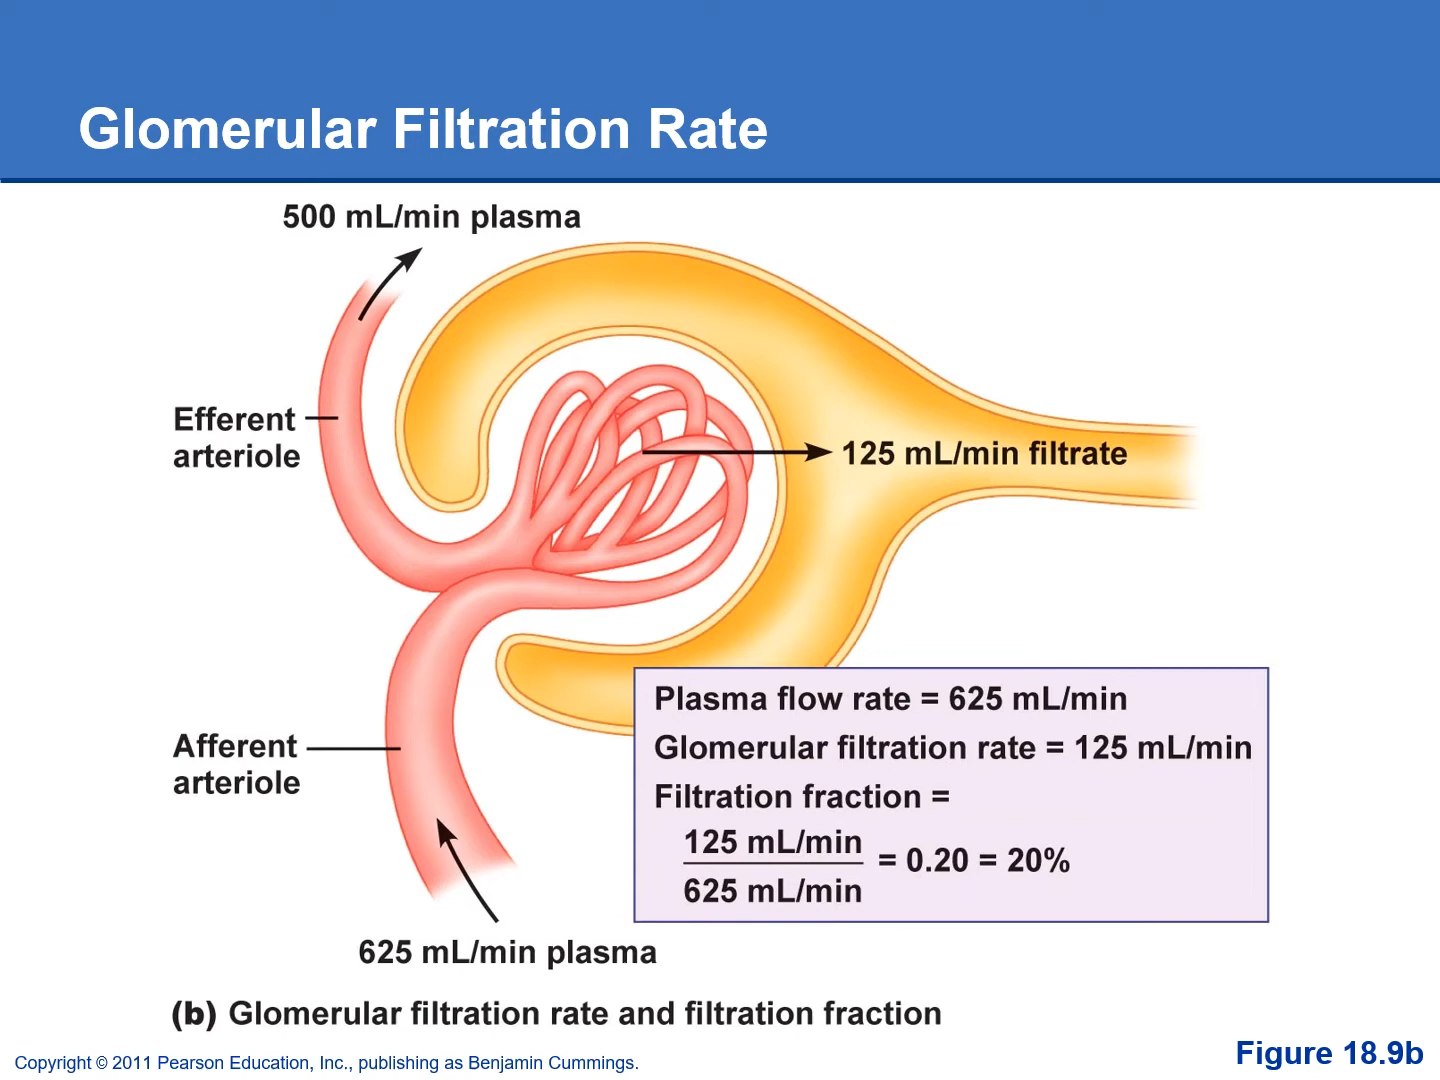 Glomerular Filtration Rate
500 mL/min plasma
Efferent
arteriole
125 mL/min filtrate
Afferent
arteriole
Plasma flow rate = 625 mL/min
Glomerular filtration rate = 125 mL/min
Filtration fraction =
125 mL/min
625 mL/min
= 0.20 = 20%
625 mL/min plasma
(b) Glomerular filtration rate and filtration fraction
Copyright © 2011 Pearson Education, Inc., publishing as Benjamin Cummings.
Figure 18.9b